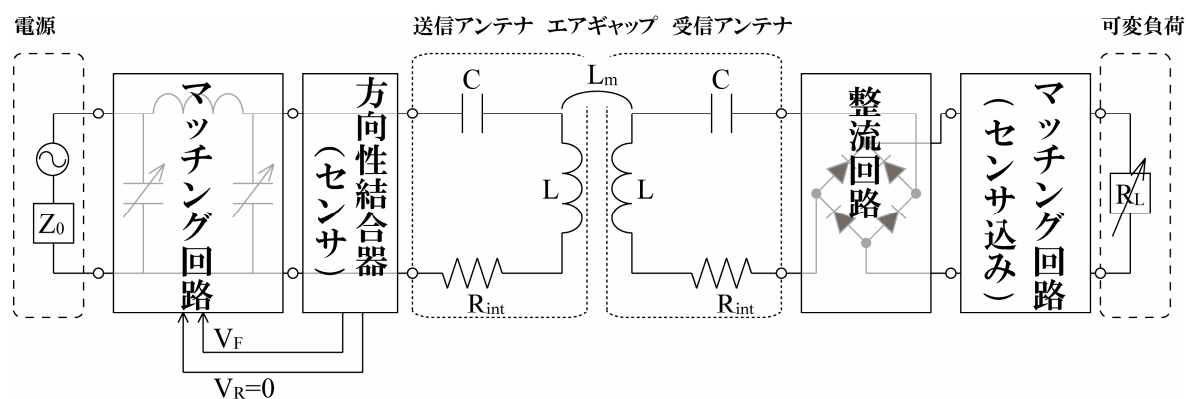 電源
送信アンテナ
エアギャップ
受信アンテナ
可変負荷
Z0
マッチング回路
方向性結合器
(センサ)
C
L
Rint
Lm
C
L
Rint
整流回路
マッチング回路
(センサ込み)
RL
VF
VR=0